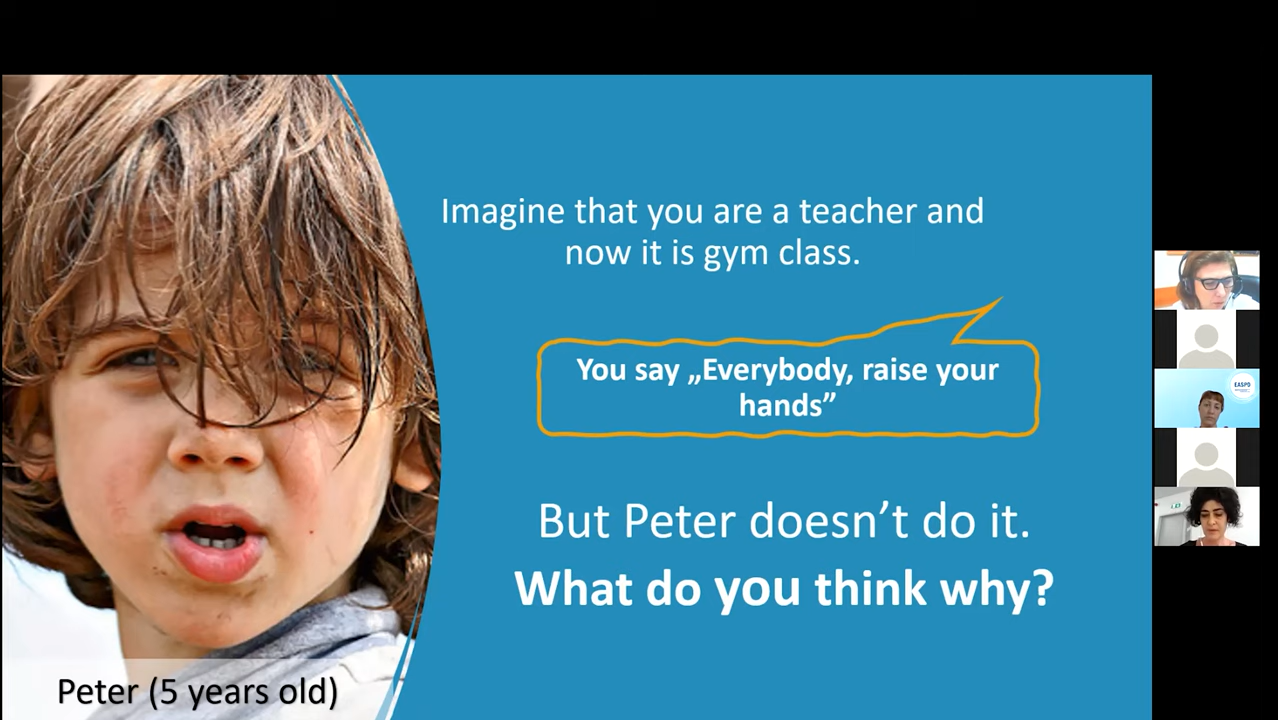 Imagine that you are a teacher and
now it is gym class.
You say „Everybody, raise your
hands”
But Peter doesn’t do it.
What do you think why?
Peter (5 years old)
EASPD